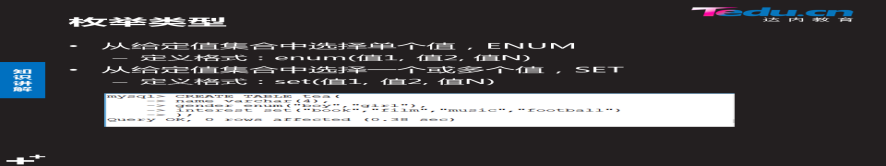 枚举类型
Tedu.cn
达内教育
• 从给定值集合中选择单个值，ENUM
– 定义格式：enum(值1, 值2, 值N)
• 从给定值集合中选择一个或多个值，SET
– 定义格式：set(值1, 值2, 值N)
知识讲解
mysql> CREATE TABLE tea(
-> name varchar(4),
-> gender enum("boy","girl"),
-> interest set("book","film","music","football")
-> );
Query OK, 0 rows affected (0.38 sec)